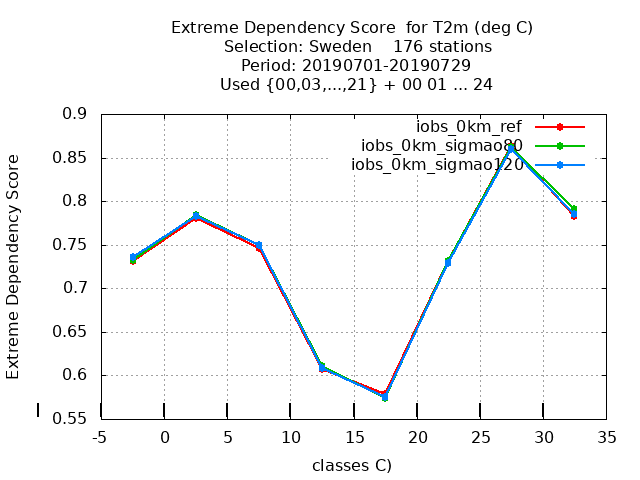 Extreme Dependency Score for T2m (deg C)
Selection: Sweden 176 stations
Period: 20190701-20190729
Used {00,03,...,21} + 00 01 ... 24
iobs_0km_ref
iobs_0km_sigmao80
iobs_0km_sigmao120
Extreme Dependency Score
0.9
0.85
0.8
0.75
0.7
0.65
0.6
0.55
-5 0 5 10 15 20 25 30 35
classes C)